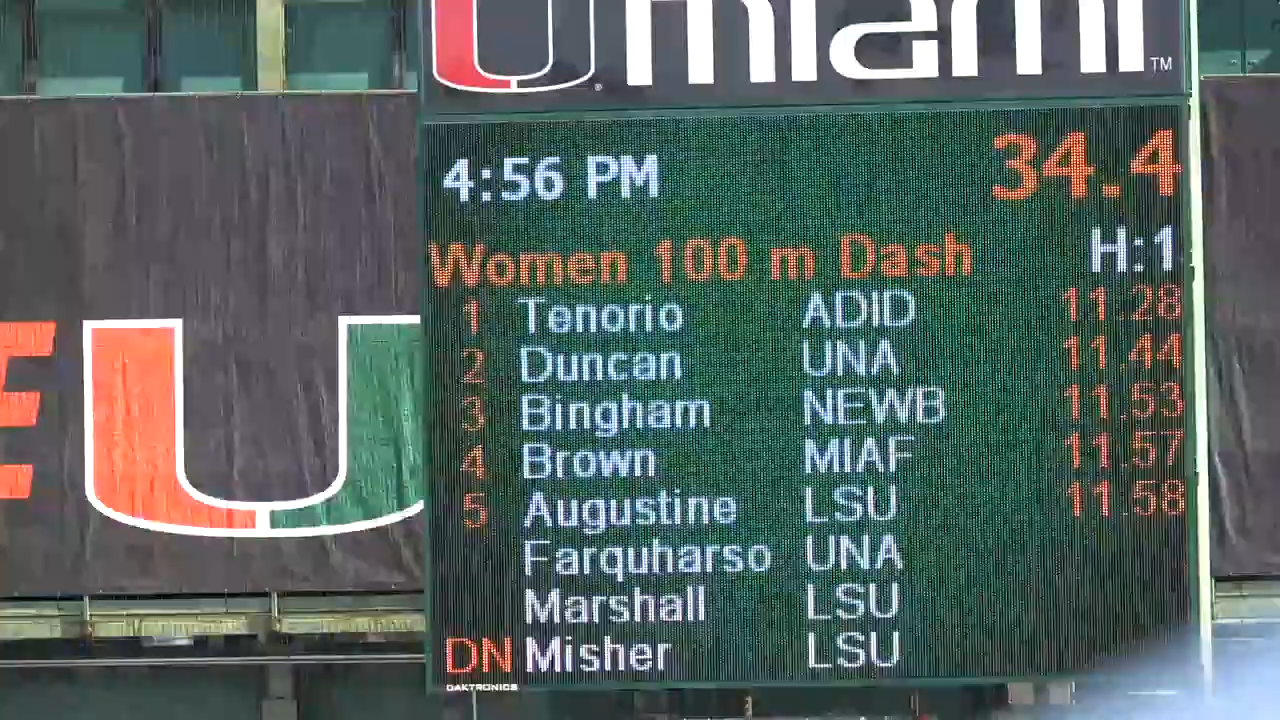 U miami ™
4:56 PM 34.4
Women 100 m Dash H:1
1 Tenorio ADID 11.28
2 Duncan UNA 11.44
3 Bingham NEWB 11.53
4 Brown MIAF 11.57
5 Augustine LSU 11.58
Farquharso UNA
Marshall LSU
DN Misher LSU
DAKTRONICS
E U